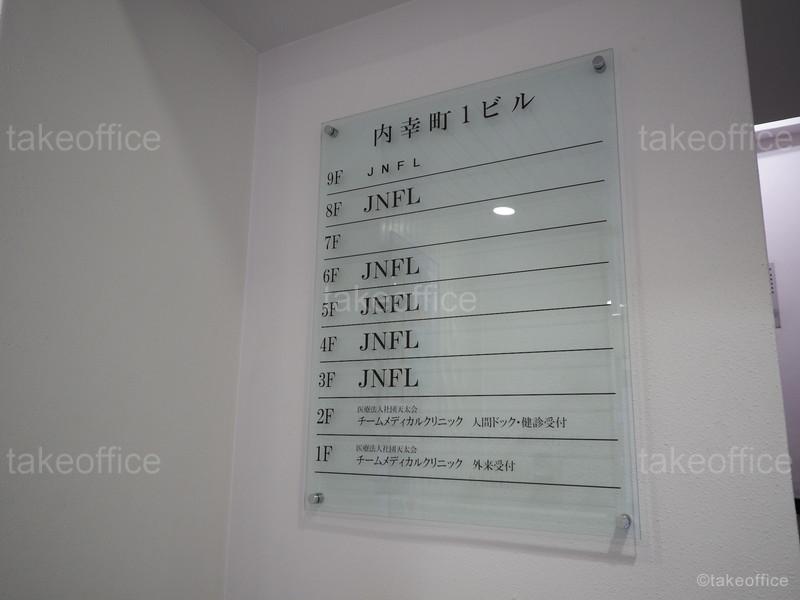 内幸町1ビル
9F JNFL
8F JNFL
7F
6F JNFL
5F JNFL
4F JNFL
3F JNFL
2F 医療法人社団天太会
チームメディカルクリニック 人間ドック・健診受付
1F 医療法人社団天太会
チームメディカルクリニック 外来受付
takeoffice
takeoffice
takeoffice
takeoffice
takeoffice
©takeoffice